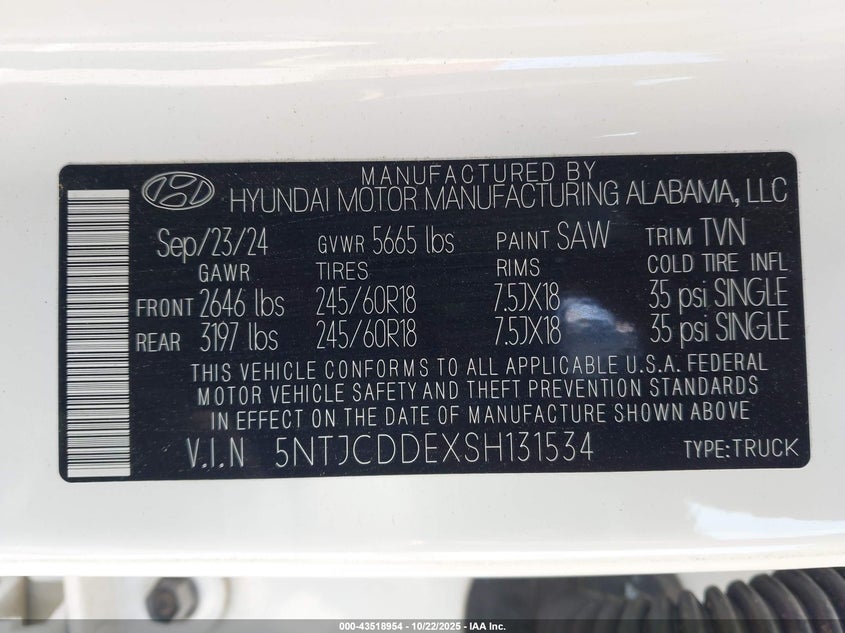 MANUFACTURED BY
HYUNDAI MOTOR MANUFACTURING ALABAMA, LLC
Sep/23/24 GVWR 5665 lbs PAINT SAW TRIM TVN
GAWR TIRES RIMS COLD TIRE INFL
FRONT 2646 lbs 245/60R18 7.5JX18 35 psi SINGLE
REAR 3197 lbs 245/60R18 7.5JX18 35 psi SINGLE
THIS VEHICLE CONFORMS TO ALL APPLICABLE U.S.A. FEDERAL
MOTOR VEHICLE SAFETY AND THEFT PREVENTION STANDARDS
IN EFFECT ON THE DATE OF MANUFACTURE SHOWN ABOVE
V.I.N 5NTJCDDEXSH131534 TYPE:TRUCK
000-43518954 | 10/22/2025 | IAA Inc.